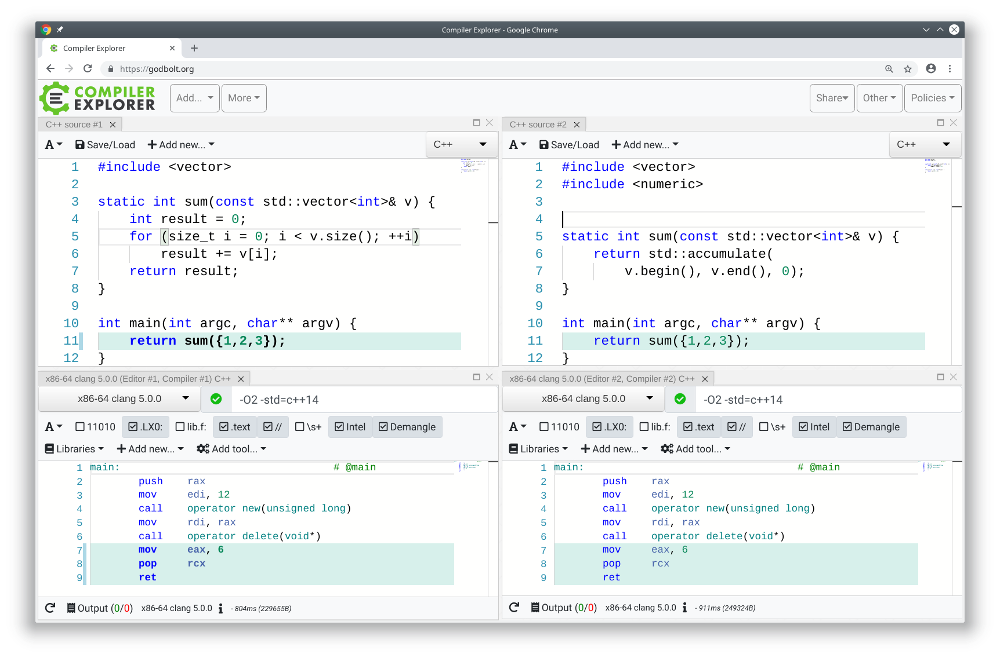 Compiler Explorer - Google Chrome
Compiler Explorer
https://godbolt.org
COMPILER EXPLORER Add... More Share Other Policies
C++ source #1
A Save/Load Add new... C++
1 #include <vector>
2
3 static int sum(const std::vector<int>& v) {
4     int result = 0;
5     for (size_t i = 0; i < v.size(); ++i)
6         result += v[i];
7     return result;
8 }
9
10 int main(int argc, char** argv) {
11     return sum({1,2,3});
12 }
C++ source #2
A Save/Load Add new... C++
1 #include <vector>
2 #include <numeric>
3
4
5 static int sum(const std::vector<int>& v) {
6     return std::accumulate(
7         v.begin(), v.end(), 0);
8 }
9
10 int main(int argc, char** argv) {
11     return sum({1,2,3});
12 }
x86-64 clang 5.0.0 (Editor #1, Compiler #1) C++
x86-64 clang 5.0.0 -O2 -std=c++14
A 11010 .LX0: lib.f: .text // \s+ Intel Demangle
Libraries Add new... Add tool...
1 main: # @main
2 push rax
3 mov edi, 12
4 call operator new(unsigned long)
5 mov rdi, rax
6 call operator delete(void*)
7 mov eax, 6
8 pop rcx
9 ret
Output (0/0) x86-64 clang 5.0.0 - 804ms (229655B)
x86-64 clang 5.0.0 (Editor #2, Compiler #2) C++
x86-64 clang 5.0.0 -O2 -std=c++14
A 11010 .LX0: lib.f: .text // \s+ Intel Demangle
Libraries Add new... Add tool...
1 main: # @main
2 push rax
3 mov edi, 12
4 call operator new(unsigned long)
5 mov rdi, rax
6 call operator delete(void*)
7 mov eax, 6
8 pop rcx
9 ret
Output (0/0) x86-64 clang 5.0.0 - 911ms (249324B)